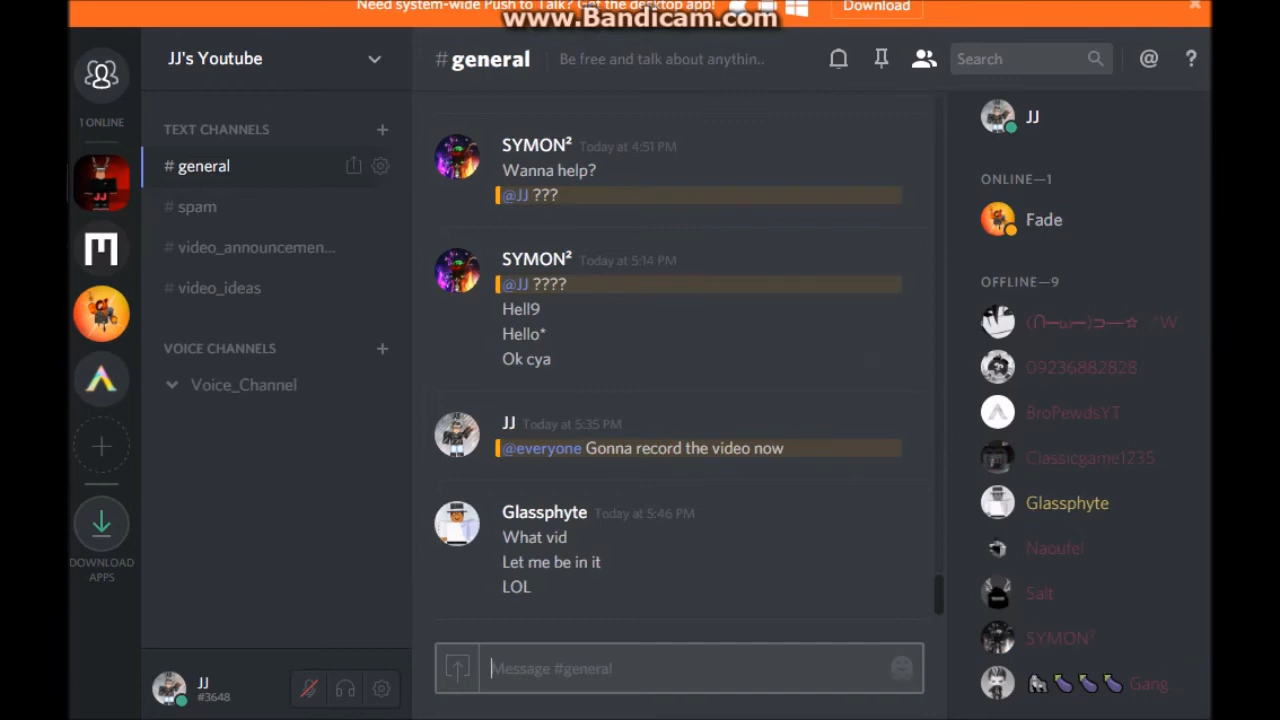 Need system-wide Push to Talk? Get the desktop app!
Download
www.Bandicam.com
1 ONLINE
DOWNLOAD
APPS
JJ's Youtube
TEXT CHANNELS
# general
# spam
# video_announcemen...
# video_ideas
VOICE CHANNELS
Voice_Channel
JJ
#3648
# general
Be free and talk about anythin..
Search
@
?
SYMON² Today at 4:51 PM
Wanna help?
@JJ ???
SYMON² Today at 5:14 PM
@JJ ????
Hell9
Hello*
Ok cya
JJ Today at 5:35 PM
@everyone Gonna record the video now
Glassphyte Today at 5:46 PM
What vid
Let me be in it
LOL
Message #general
JJ
ONLINE—1
Fade
OFFLINE—9
09236882828
BroPewdsYT
Classicgame1235
Glassphyte
Naoufel
Salt
SYMON²
Gang...